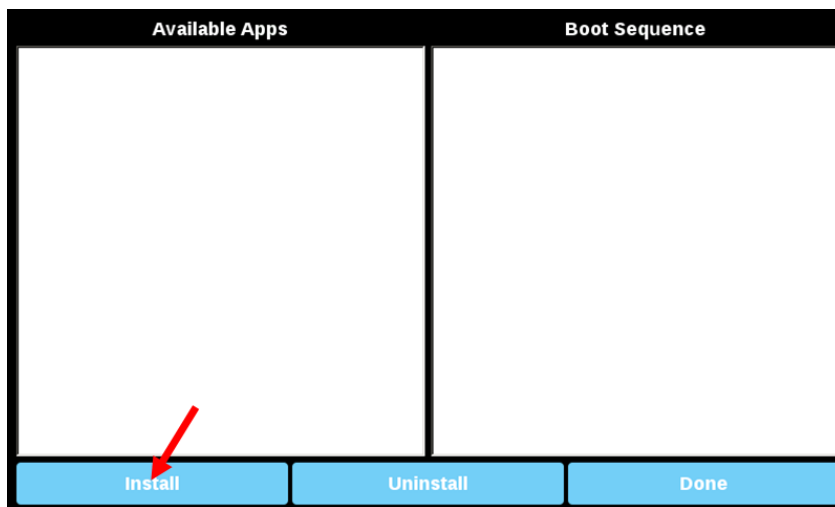 Available Apps
Boot Sequence
Install
Uninstall
Done